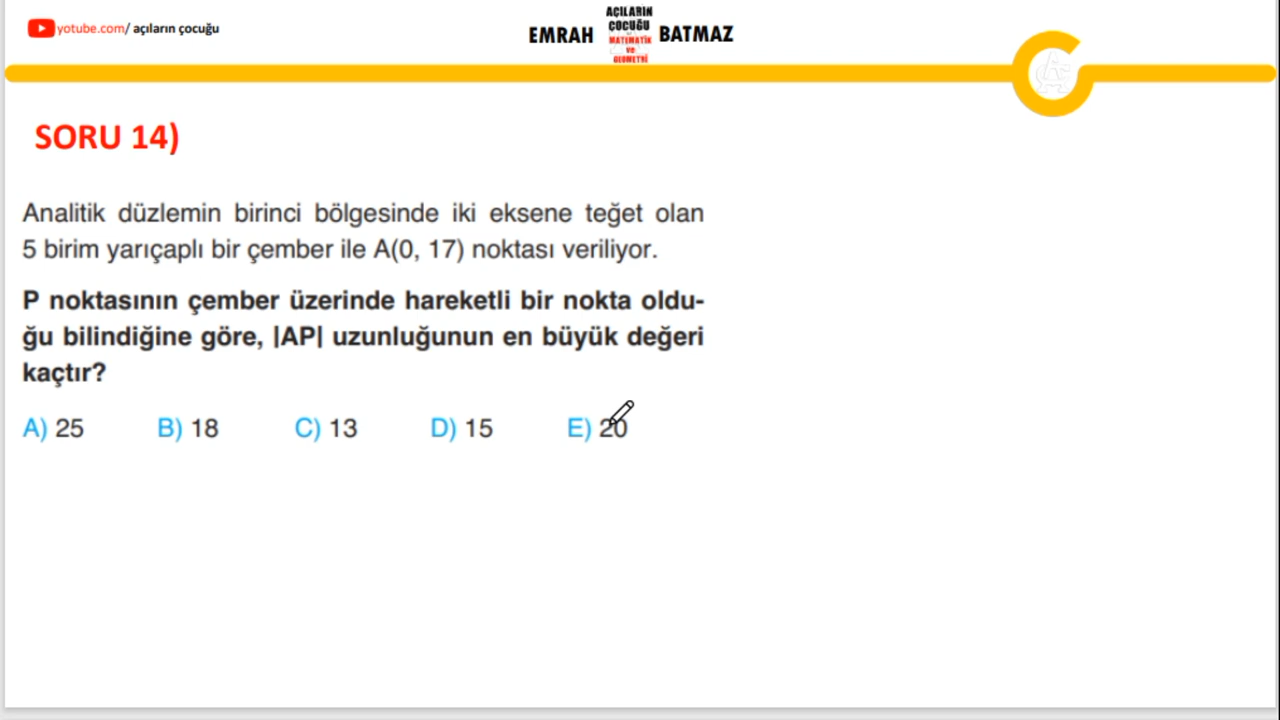 yotube.com/ açıların çocuğu
EMRAH
AÇILARIN
ÇOCUĞU
MATEMATİK
ve
GEOMETRİ
BATMAZ
SORU 14)
Analitik düzlemin birinci bölgesinde iki eksene teğet olan
5 birim yarıçaplı bir çember ile A(0, 17) noktası veriliyor.
P noktasının çember üzerinde hareketli bir nokta oldu-
ğu bilindiğine göre, |AP| uzunluğunun en büyük değeri
kaçtır?
A) 25 B) 18 C) 13 D) 15 E) 20